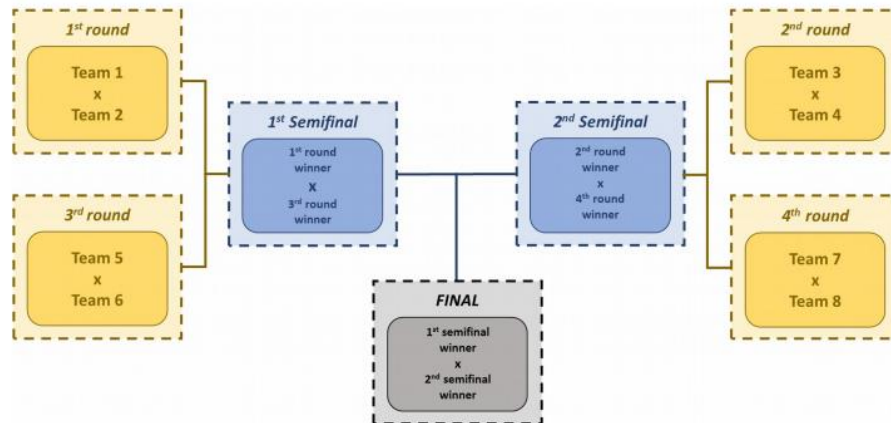 1st round
Team 1
x
Team 2
2nd round
Team 3
x
Team 4
1st Semifinal
1st round
winner
x
3rd round
winner
2nd Semifinal
2nd round
winner
x
4th round
winner
3rd round
Team 5
x
Team 6
4th round
Team 7
x
Team 8
FINAL
1st semifinal
winner
x
2nd semifinal
winner